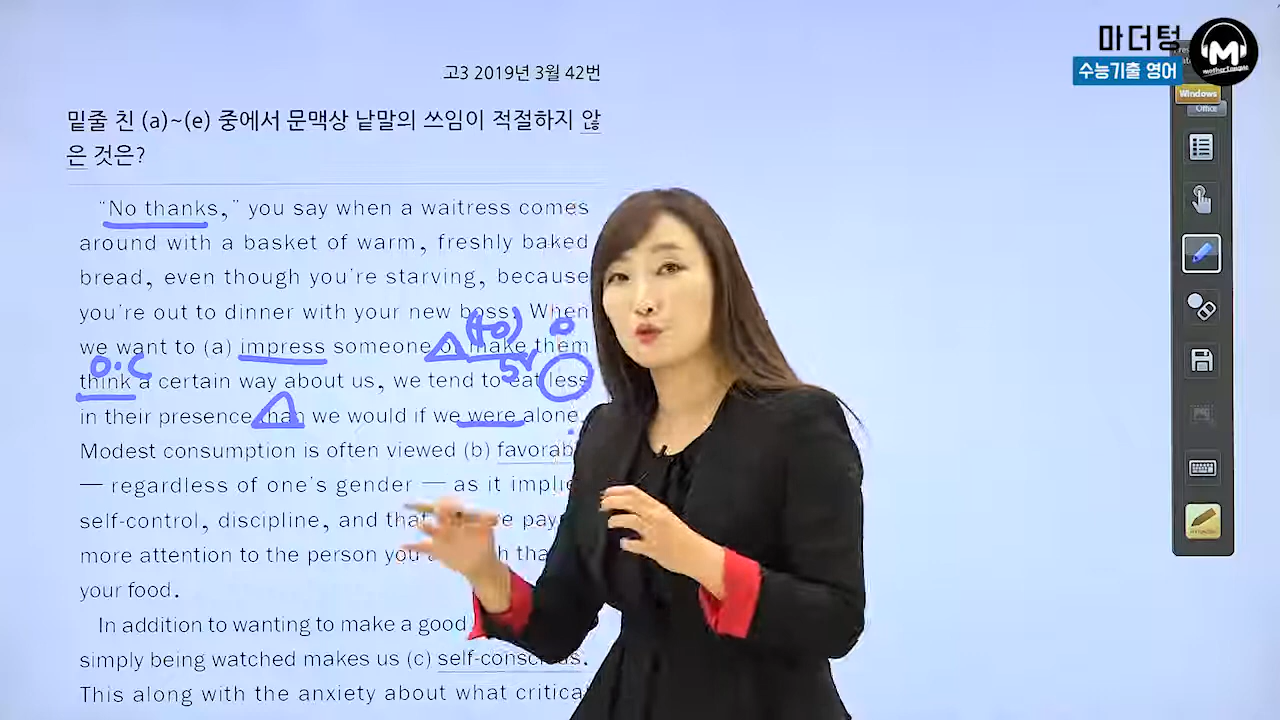 마더텅
수능기출 영어
mothertongue
Windows
Office
고3 2019년 3월 42번
밑줄 친 (a)~(e) 중에서 문맥상 낱말의 쓰임이 적절하지 않
은 것은?
"No thanks," you say when a waitress comes
around with a basket of warm, freshly baked
bread, even though you're starving, because
you're out to dinner with your new boss. When
we want to (a) impress someone make them
(to)
O·C
think a certain way about us, we tend to eat less
in their presence than we would if we alone.
Modest consumption is often viewed (b)
— regardless of one's gender — as it
self-control, discipline, and that
more attention to the person you
your food.
In addition to wanting to make a good
simply being watched makes us (c) self-conscious.
This along with the anxiety about what